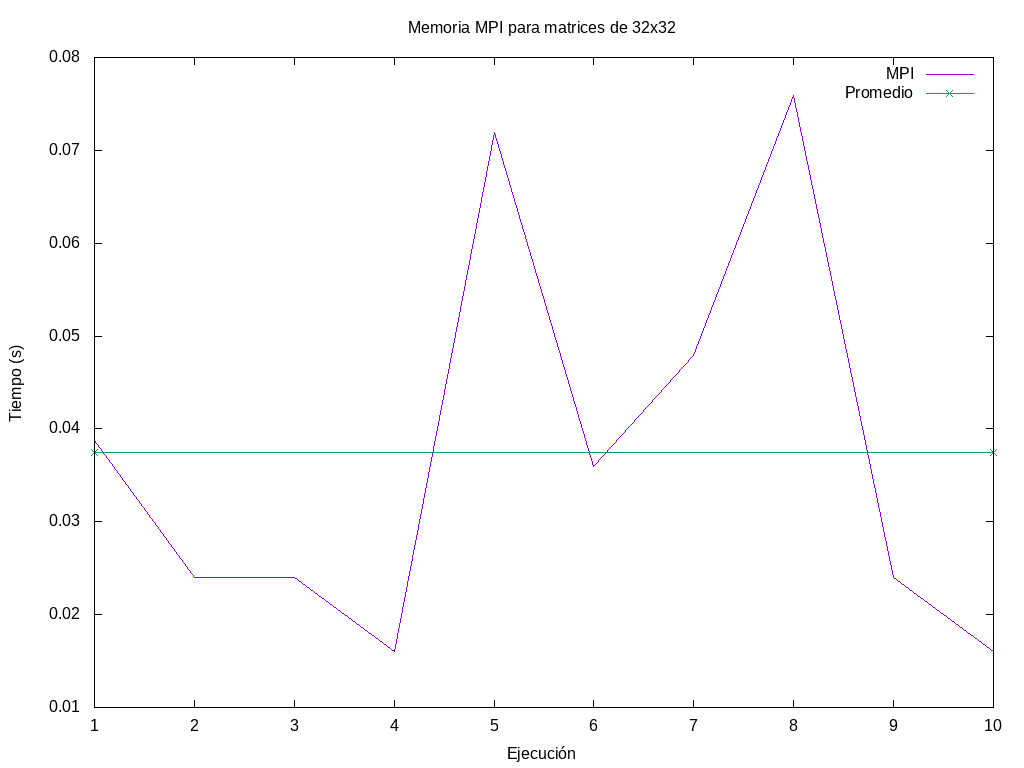 Memoria MPI para matrices de 32x32
MPI
Promedio
0.08
0.07
0.06
0.05
0.04
0.03
0.02
0.01
Tiempo (s)
1 2 3 4 5 6 7 8 9 10
Ejecución